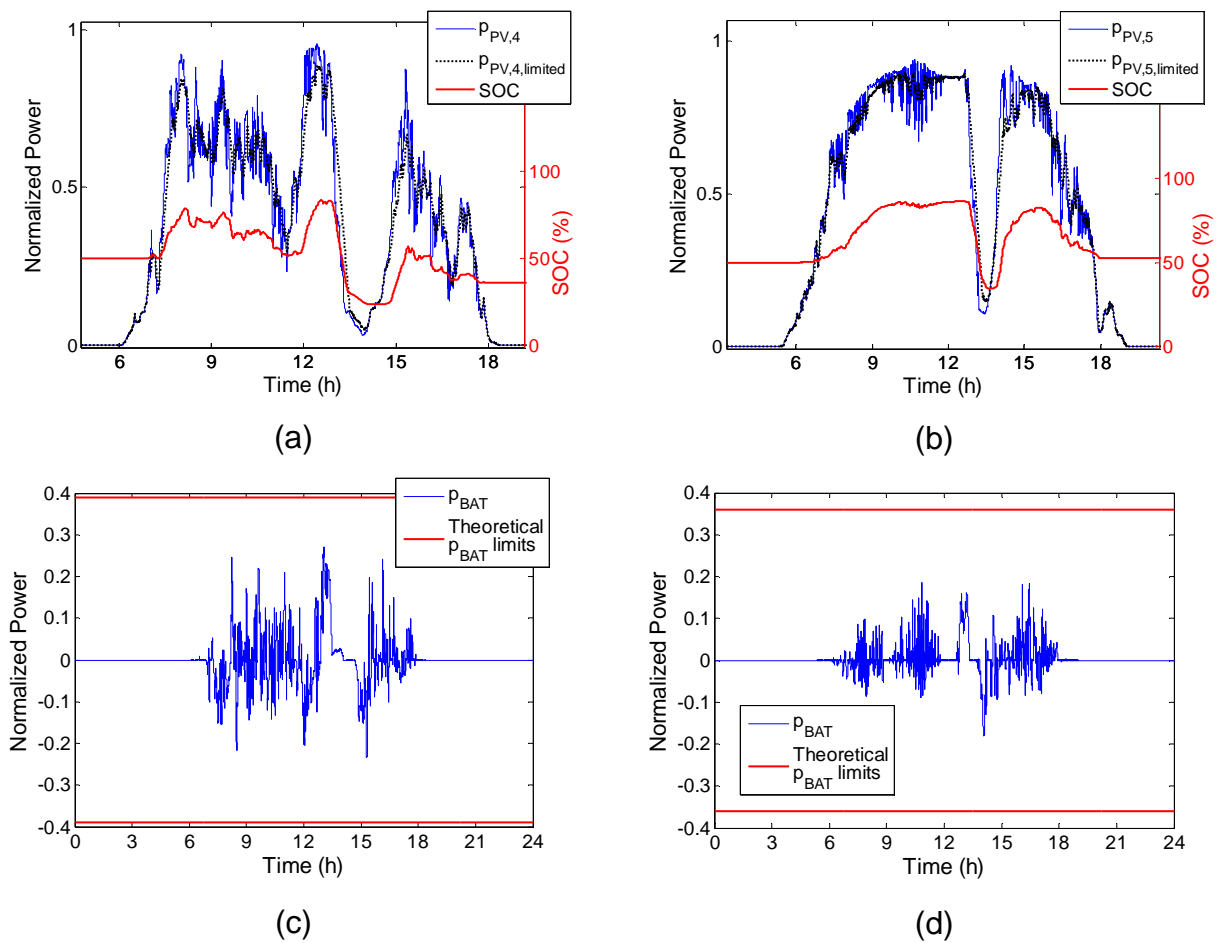 p_PV,4
p_PV,4,limited
SOC
1
0.5
0
Normalized Power
100
50
0
SOC (%)
6 9 12 15 18
Time (h)
(a)
p_PV,5
p_PV,5,limited
SOC
1
0.5
0
Normalized Power
100
50
0
SOC (%)
6 9 12 15 18
Time (h)
(b)
p_BAT
Theoretical
p_BAT limits
0.4
0.3
0.2
0.1
0
-0.1
-0.2
-0.3
-0.4
Normalized Power
0 3 6 9 12 15 18 21 24
Time (h)
(c)
0.4
0.3
0.2
0.1
0
-0.1
-0.2
-0.3
-0.4
Normalized Power
p_BAT
Theoretical
p_BAT limits
0 3 6 9 12 15 18 21 24
Time (h)
(d)